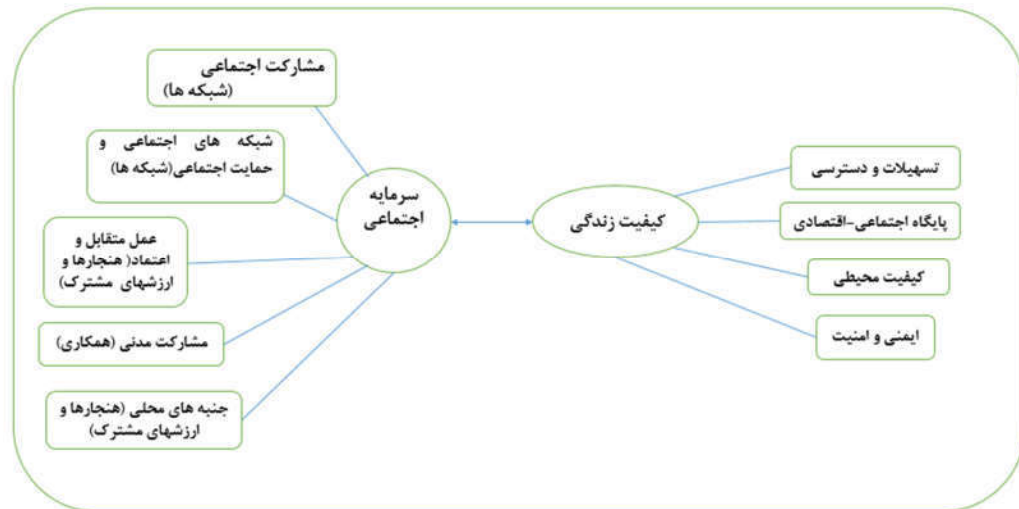 مشارکت اجتماعی
(شبکه ها)
شبکه های اجتماعی و
حمایت اجتماعی(شبکه ها)
عمل متقابل و
اعتماد( هنجارها و
ارزشهای مشترک)
مشارکت مدنی (همکاری)
جنبه های محلی (هنجارها و
ارزشهای مشترک)
سرمایه
اجتماعی
کیفیت زندگی
تسهیلات و دسترسی
پایگاه اجتماعی-اقتصادی
کیفیت محیطی
ایمنی و امنیت